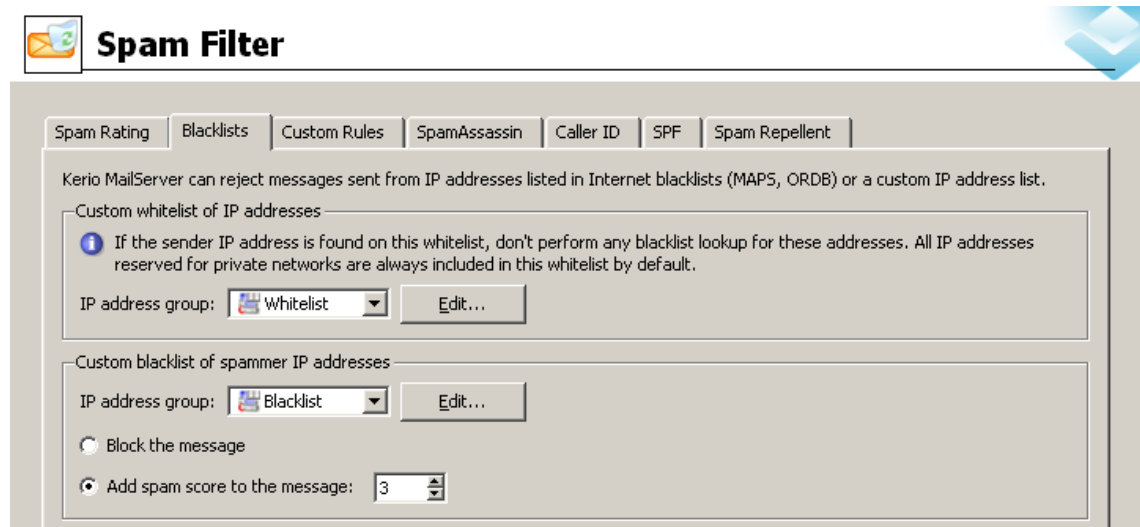 Spam Filter
Spam Rating Blacklists Custom Rules SpamAssassin Caller ID SPF Spam Repellent
Kerio MailServer can reject messages sent from IP addresses listed in Internet blacklists (MAPS, ORDB) or a custom IP address list.
Custom whitelist of IP addresses
If the sender IP address is found on this whitelist, don't perform any blacklist lookup for these addresses. All IP addresses
reserved for private networks are always included in this whitelist by default.
IP address group: Whitelist Edit...
Custom blacklist of spammer IP addresses
IP address group: Blacklist Edit...
Block the message
Add spam score to the message: 3